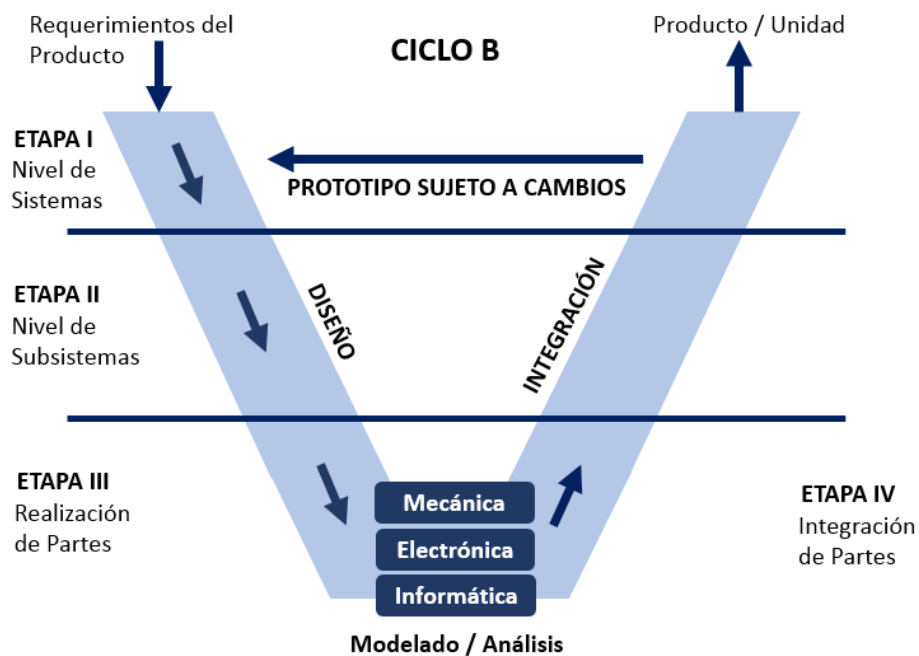 Requerimientos del
Producto
CICLO B
Producto / Unidad
ETAPA I
Nivel de
Sistemas
PROTOTIPO SUJETO A CAMBIOS
ETAPA II
Nivel de
Subsistemas
DISEÑO
INTEGRACIÓN
ETAPA III
Realización
de Partes
Mecánica
Electrónica
Informática
ETAPA IV
Integración
de Partes
Modelado / Análisis